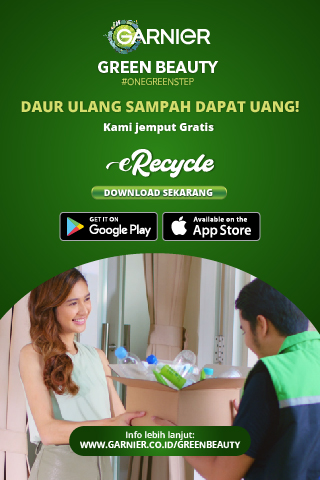 GARNIER
GREEN BEAUTY
#ONEGREENSTEP
DAUR ULANG SAMPAH DAPAT UANG!
Kami jemput Gratis
eRecycle
DOWNLOAD SEKARANG
GET IT ON
Google Play
Available on the
App Store
Info lebih lanjut:
WWW.GARNIER.CO.ID/GREENBEAUTY